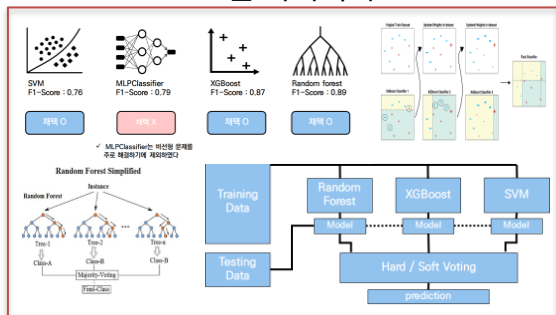 SVM
F1-Score : 0.76
채택 O
MLPClassifier
F1-Score : 0.79
채택 X
XGBoost
F1-Score : 0.87
채택 O
Random forest
F1-Score : 0.89
채택 O
✓ MLPClassifier는 비선형 문제를
주로 해결하기에 제외하였다
Random Forest Simplified
Instance
Random Forest
...
Tree-1
Tree-2
Class-A
Class-B
Class-B
Majority-Voting
Final-Class
Training
Data
Testing
Data
Random
Forest
XGBoost
SVM
Model
Model
Model
Hard / Soft Voting
prediction